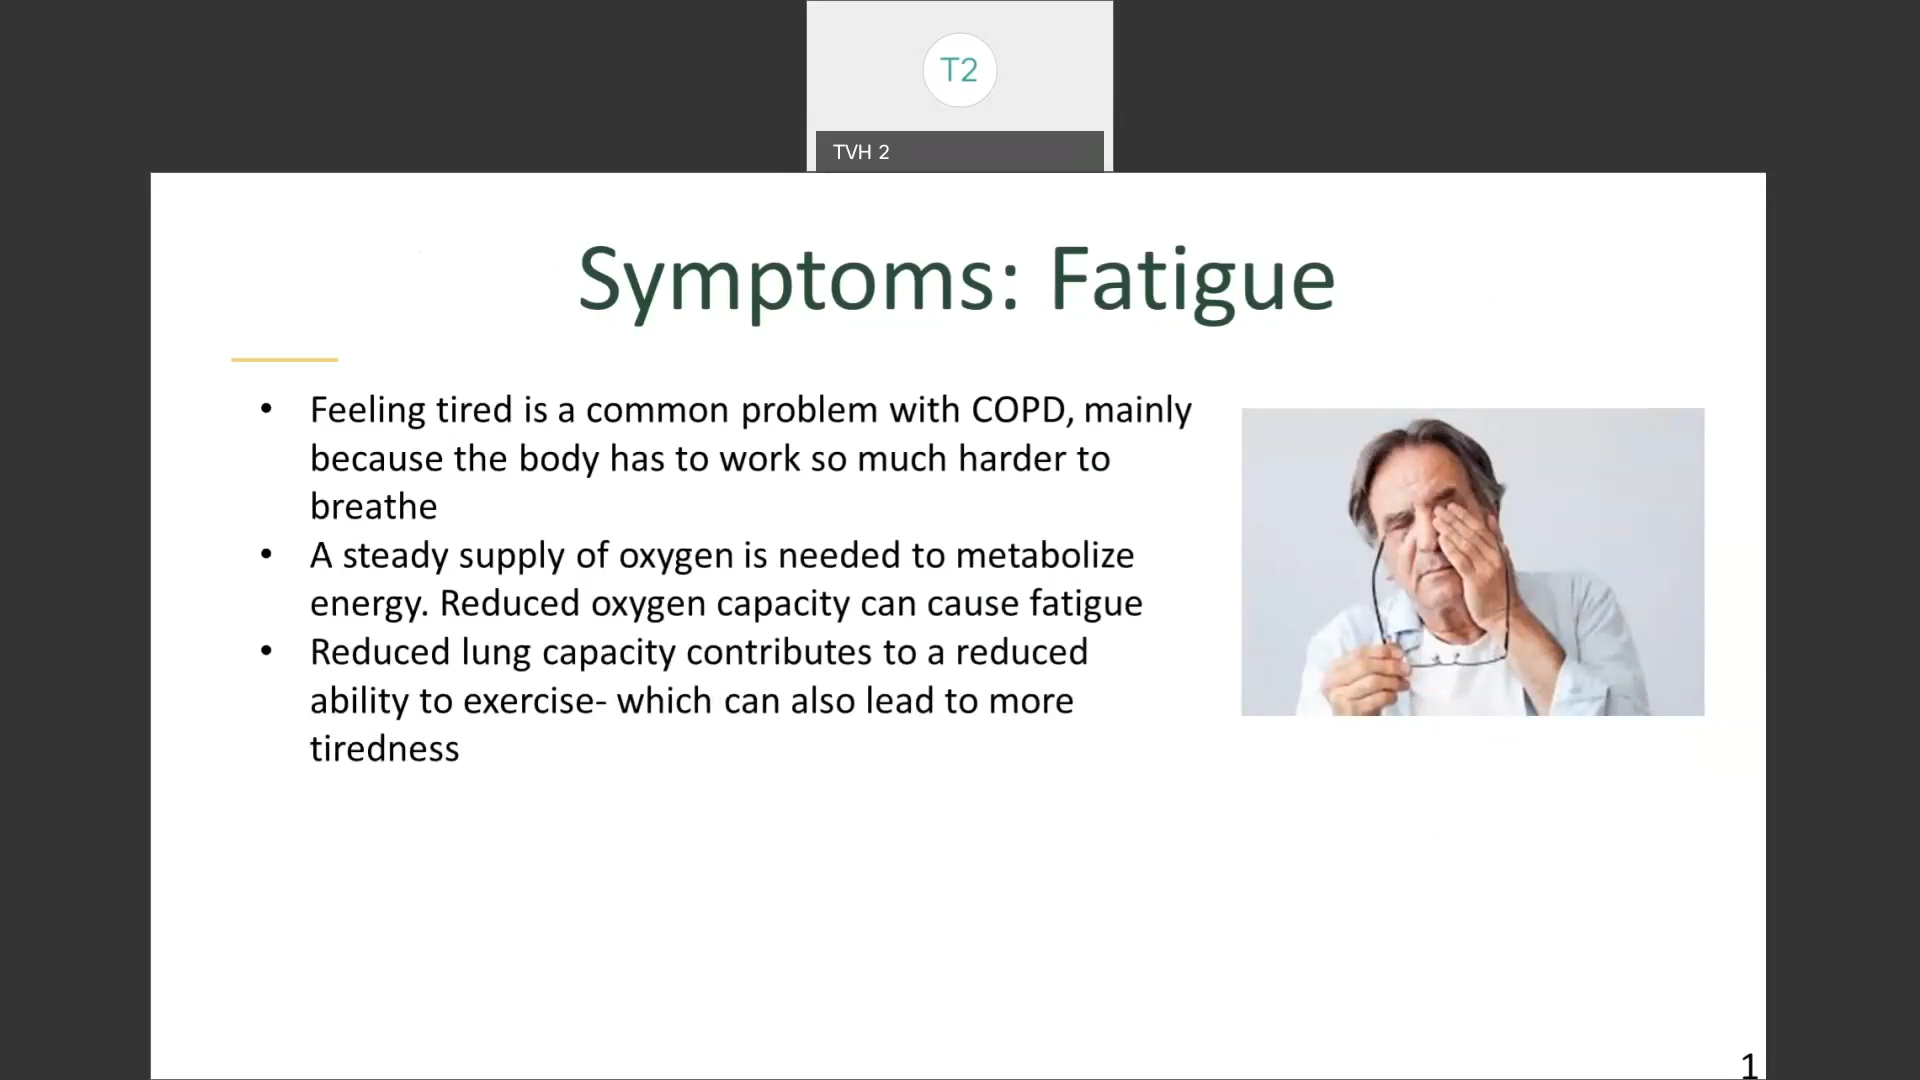 T2
TVH 2
Symptoms: Fatigue
• Feeling tired is a common problem with COPD, mainly
because the body has to work so much harder to
breathe
• A steady supply of oxygen is needed to metabolize
energy. Reduced oxygen capacity can cause fatigue
• Reduced lung capacity contributes to a reduced
ability to exercise- which can also lead to more
tiredness
1